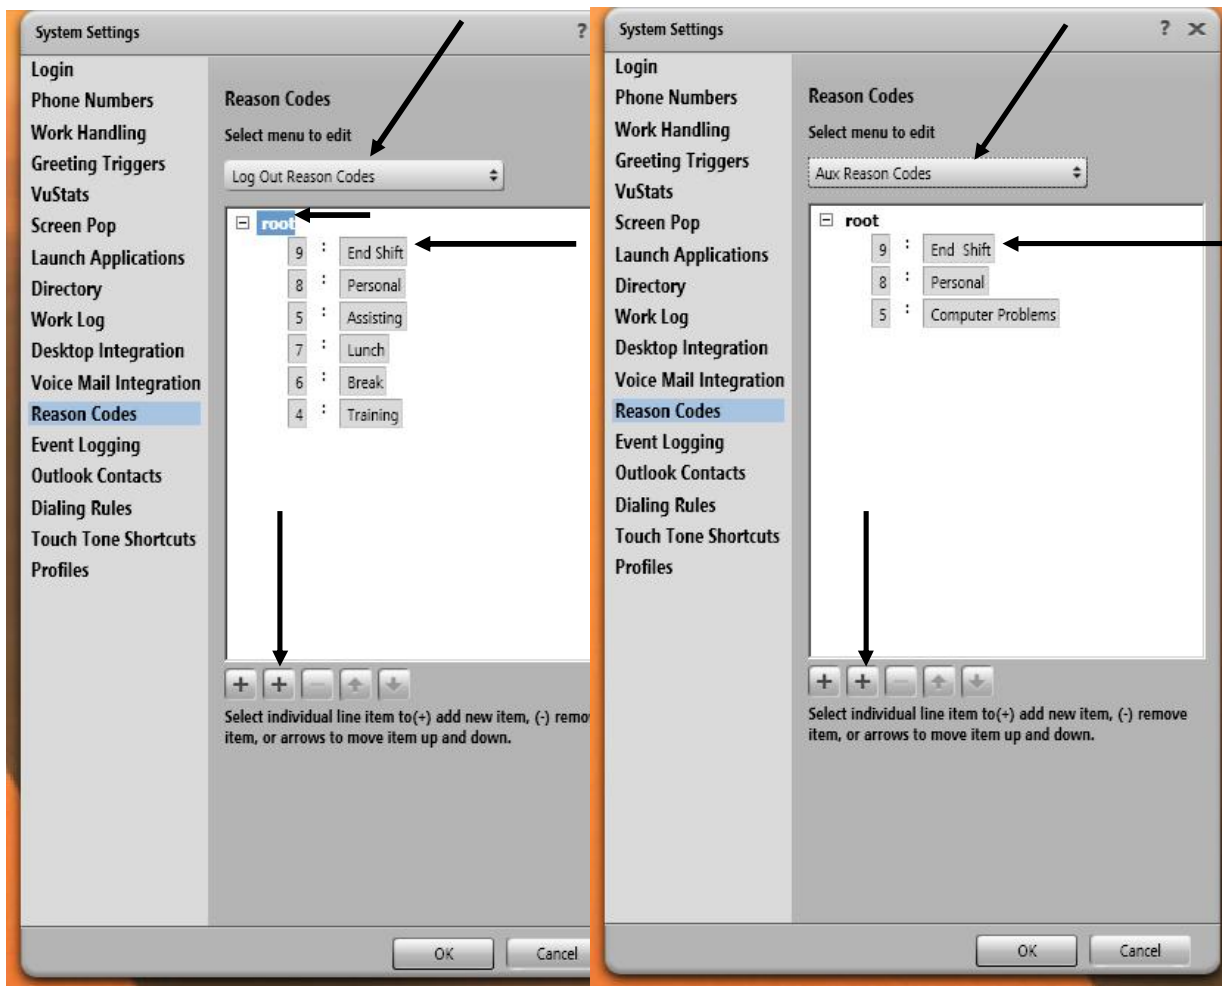 System Settings
?
Login
Phone Numbers
Work Handling
Greeting Triggers
VuStats
Screen Pop
Launch Applications
Directory
Work Log
Desktop Integration
Voice Mail Integration
Reason Codes
Event Logging
Outlook Contacts
Dialing Rules
Touch Tone Shortcuts
Profiles
Reason Codes
Select menu to edit
Log Out Reason Codes
root
9 : End Shift
8 : Personal
5 : Assisting
7 : Lunch
6 : Break
4 : Training
Select individual line item to(+) add new item, (-) remo
item, or arrows to move item up and down.
OK Cancel
System Settings
?
Login
Phone Numbers
Work Handling
Greeting Triggers
VuStats
Screen Pop
Launch Applications
Directory
Work Log
Desktop Integration
Voice Mail Integration
Reason Codes
Event Logging
Outlook Contacts
Dialing Rules
Touch Tone Shortcuts
Profiles
Reason Codes
Select menu to edit
Aux Reason Codes
root
9 : End Shift
8 : Personal
5 : Computer Problems
Select individual line item to(+) add new item, (-) remove
item, or arrows to move item up and down.
OK Cancel